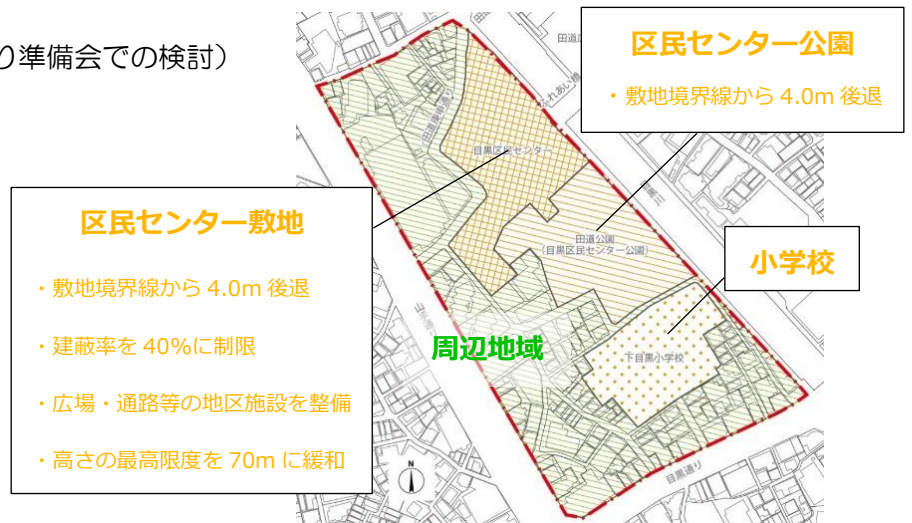 り準備会での検討）
区民センター公園
・敷地境界線から 4.0m 後退
区民センター敷地
・敷地境界線から 4.0m 後退
・建蔽率を 40%に制限
・広場・通路等の地区施設を整備
・高さの最高限度を 70m に緩和
小学校
周辺地域
ふれあい橋
目黒区民センター
田道公園
（目黒区民センター公園）
下目黒小学校
目黒通り
N